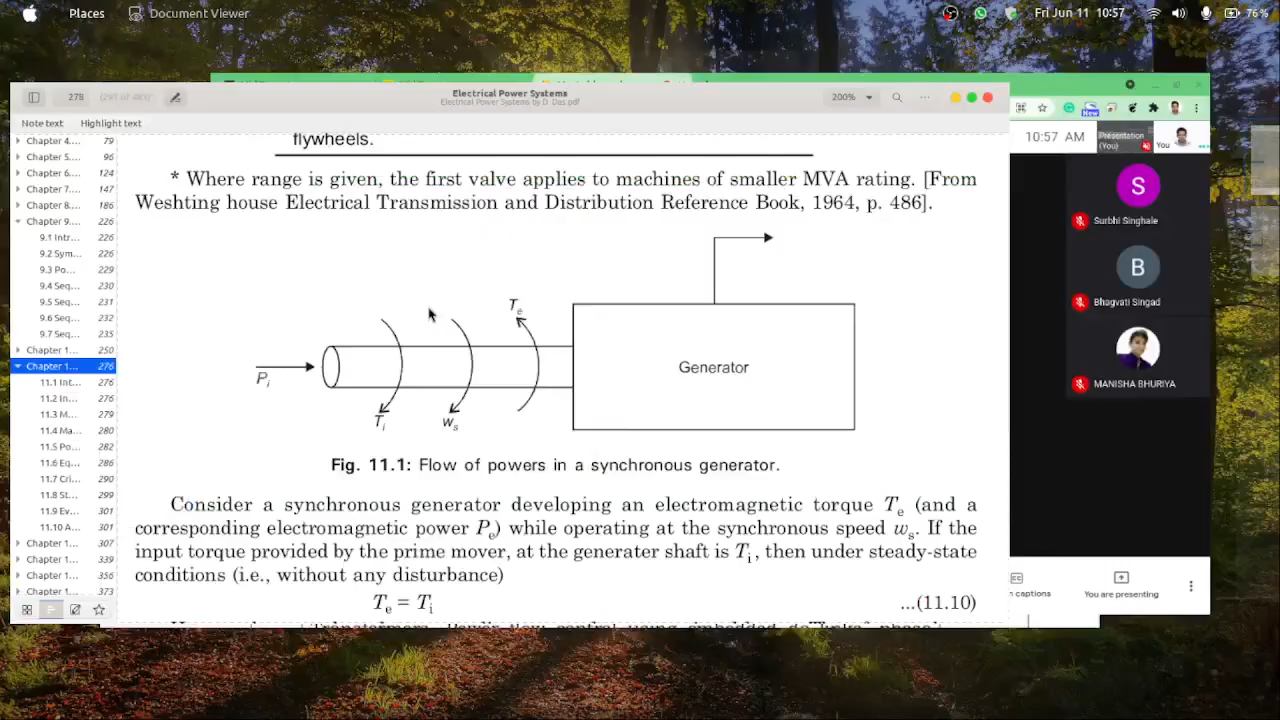 Places Document Viewer Fri Jun 11 10:57 76%
278 (291 of 483) Electrical Power Systems 200%
Electrical Power Systems by D. Das.pdf
Note text Highlight text
Chapter 4.... 79
Chapter 5.... 96
Chapter 6.... 124
Chapter 7.... 147
Chapter 8.... 186
Chapter 9.... 226
9.1 Intr... 226
9.2 Sym... 226
9.3 Po... 229
9.4 Seq... 230
9.5 Seq... 231
9.6 Seq... 232
9.7 Seq... 235
Chapter 1... 250
Chapter 1... 276
11.1 Int... 276
11.2 In... 276
11.3 M... 279
11.4 Ma... 280
11.5 Po... 282
11.6 Eq... 286
11.7 Cri... 290
11.8 St... 299
11.9 Ev... 301
11.10 A... 301
Chapter 1... 307
Chapter 1... 339
Chapter 1... 356
Chapter 1... 373
flywheels.
* Where range is given, the first valve applies to machines of smaller MVA rating. [From
Weshting house Electrical Transmission and Distribution Reference Book, 1964, p. 486].
Te
Generator
Pi
Ti ws
Fig. 11.1: Flow of powers in a synchronous generator.
Consider a synchronous generator developing an electromagnetic torque Te (and a
corresponding electromagnetic power Pe) while operating at the synchronous speed ws. If the
input torque provided by the prime mover, at the generater shaft is Ti, then under steady-state
conditions (i.e., without any disturbance)
Te = Ti ...(11.10)
New
10:57 AM
Presentation
(You)
You
S
Surbhi Singhale
B
Bhagvati Singad
MANISHA BHURIYA
CC
n captions You are presenting